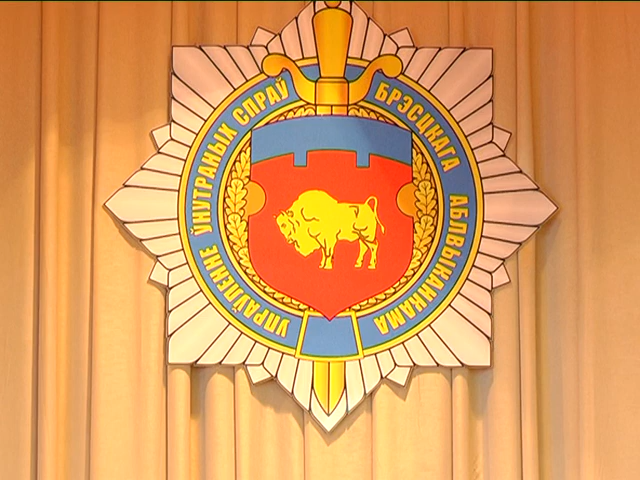 УПРАЎЛЕННЕ ЎНУТРАНЫХ СПРАЎ
БРЭСЦКАГА АБЛВЫКАНКАМА